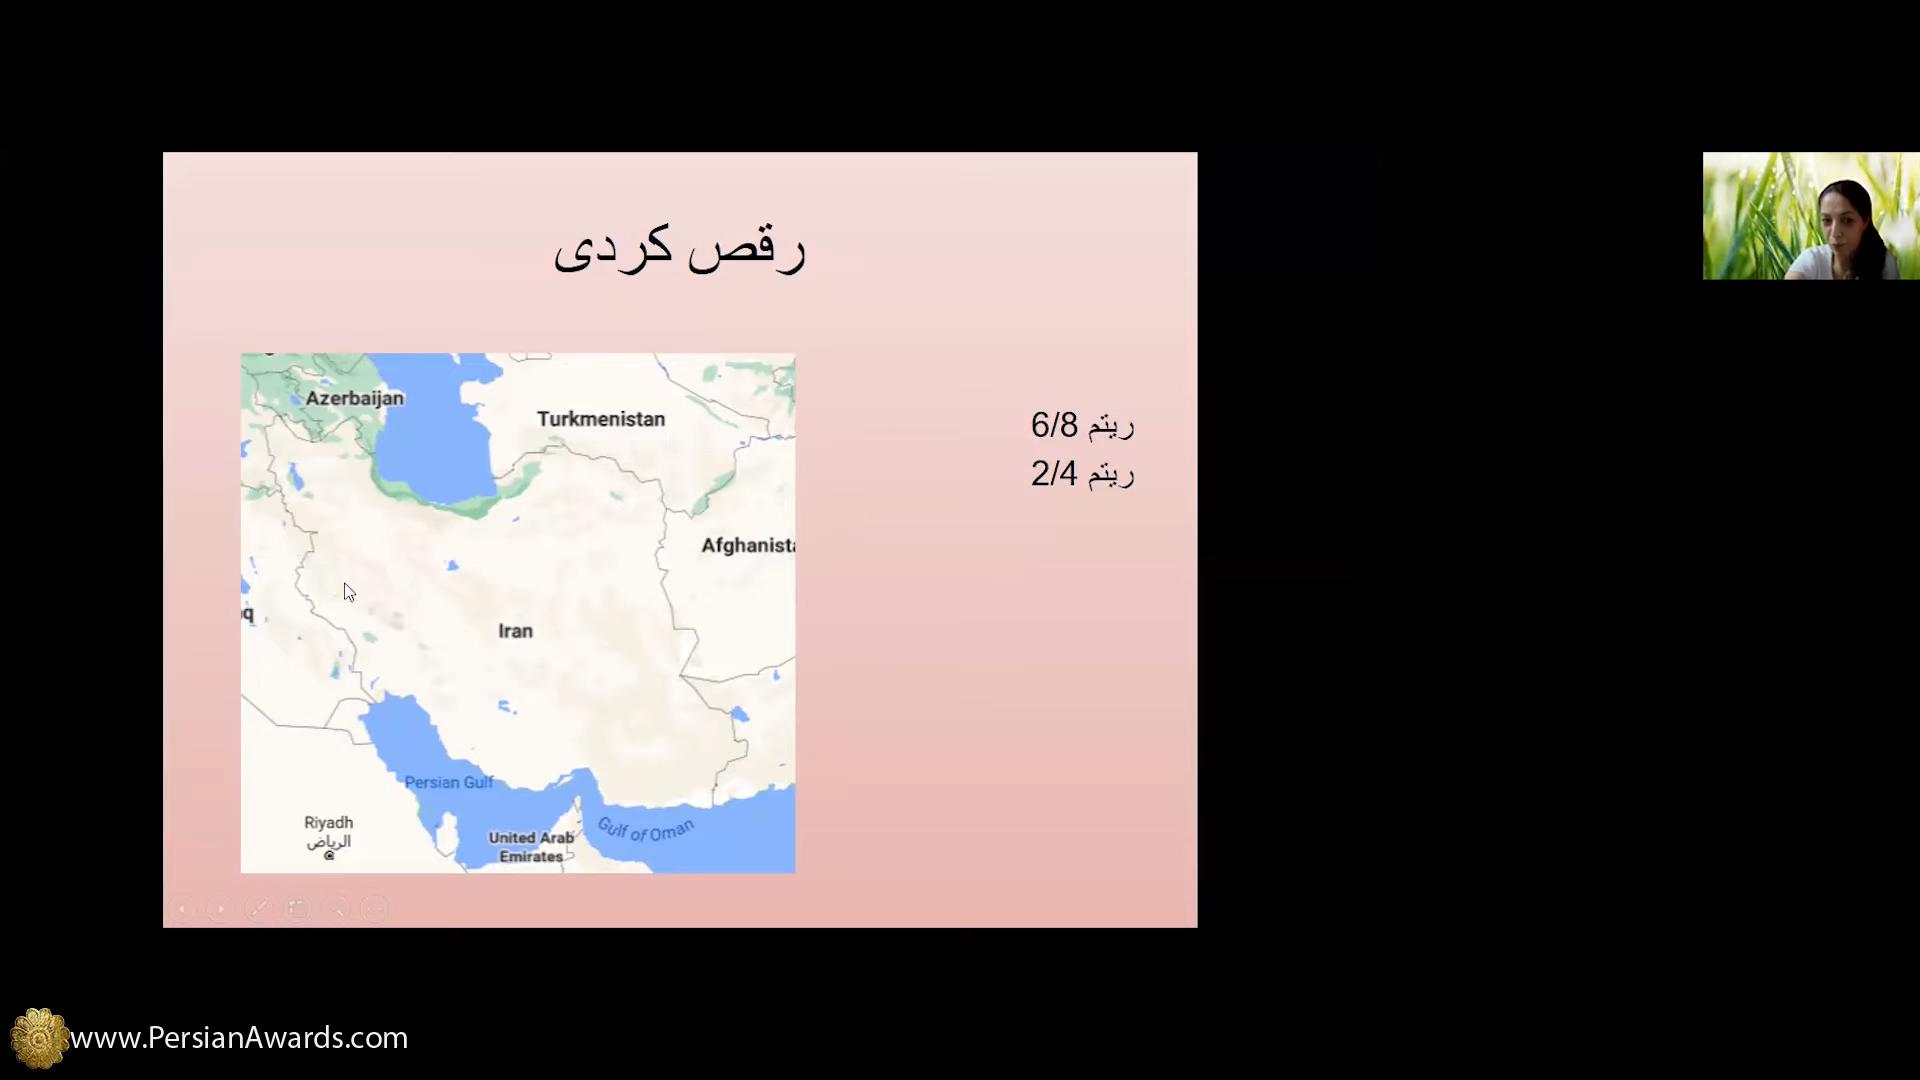 رقص کردی
ریتم 6/8
ریتم 2/4
Azerbaijan
Turkmenistan
Iran
Persian Gulf
Gulf of Oman
Riyadh
الرياض
United Arab
Emirates
www.PersianAwards.com